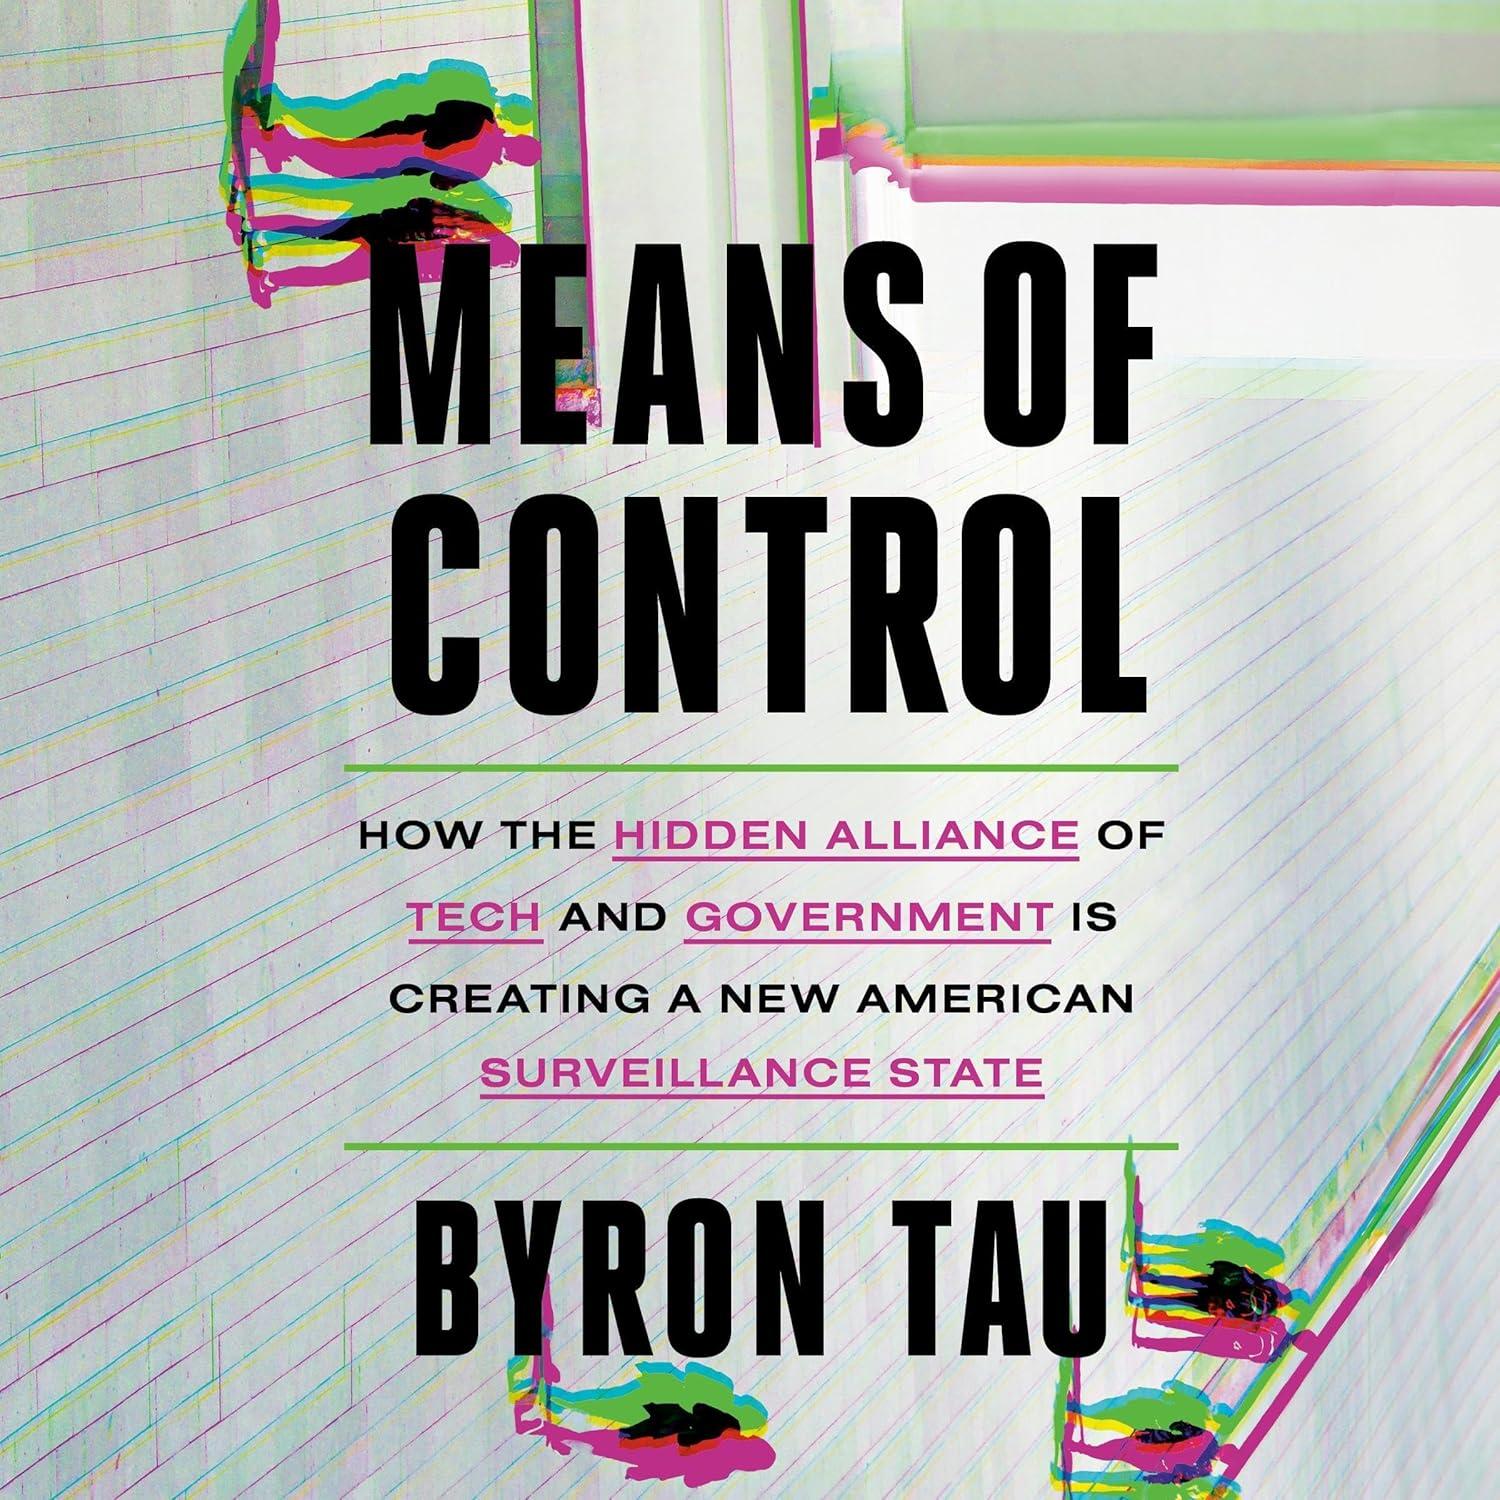 MEANS OF
CONTROL
HOW THE HIDDEN ALLIANCE OF
TECH AND GOVERNMENT IS
CREATING A NEW AMERICAN
SURVEILLANCE STATE
BYRON TAU